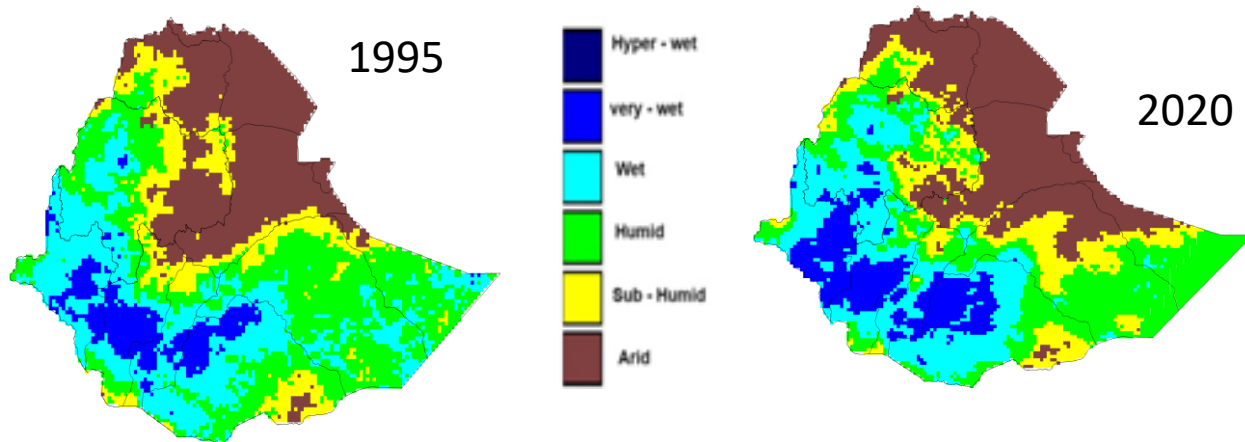 1995
Hyper - wet
very - wet
Wet
Humid
Sub - Humid
Arid
2020